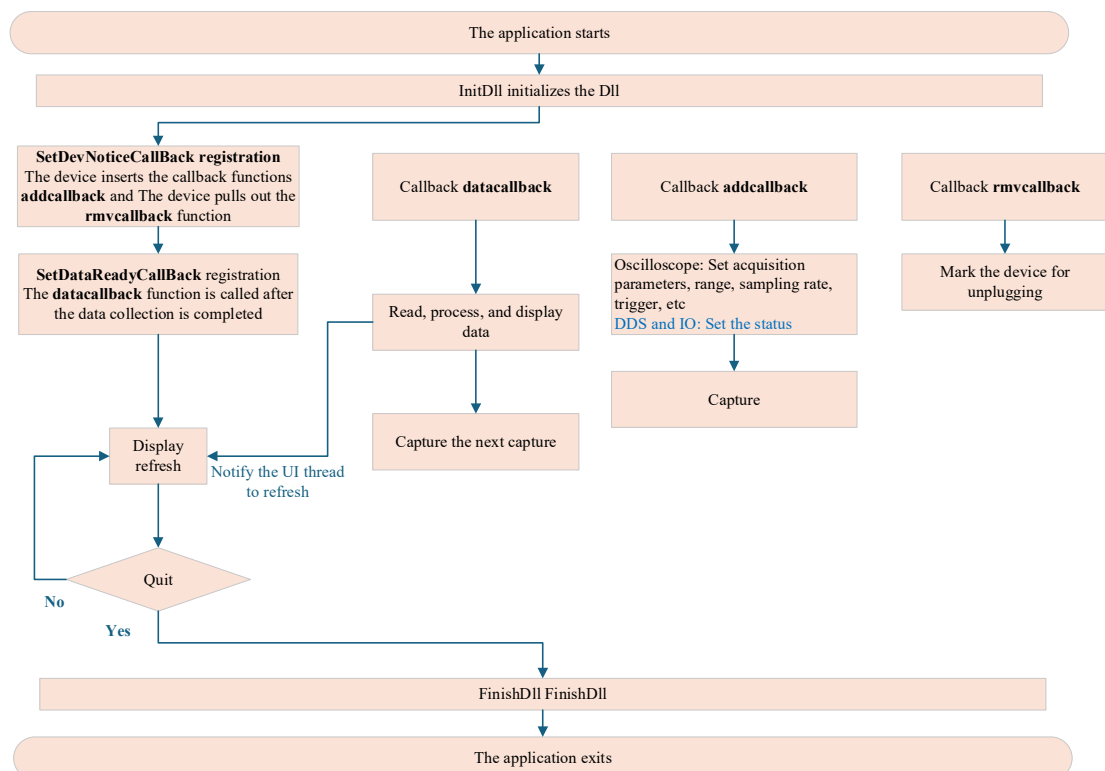 The application starts
InitDll initializes the Dll
SetDevNoticeCallBack registration
The device inserts the callback functions
addcallback and The device pulls out the
rmvcallback function
SetDataReadyCallBack registration
The datacallback function is called after
the data collection is completed
Display
refresh
Quit
No
Yes
Callback datacallback
Read, process, and display
data
Capture the next capture
Notify the UI thread
to refresh
Callback addcallback
Oscilloscope: Set acquisition
parameters, range, sampling rate,
trigger, etc
DDS and IO: Set the status
Capture
Callback rmvcallback
Mark the device for
unplugging
FinishDll FinishDll
The application exits